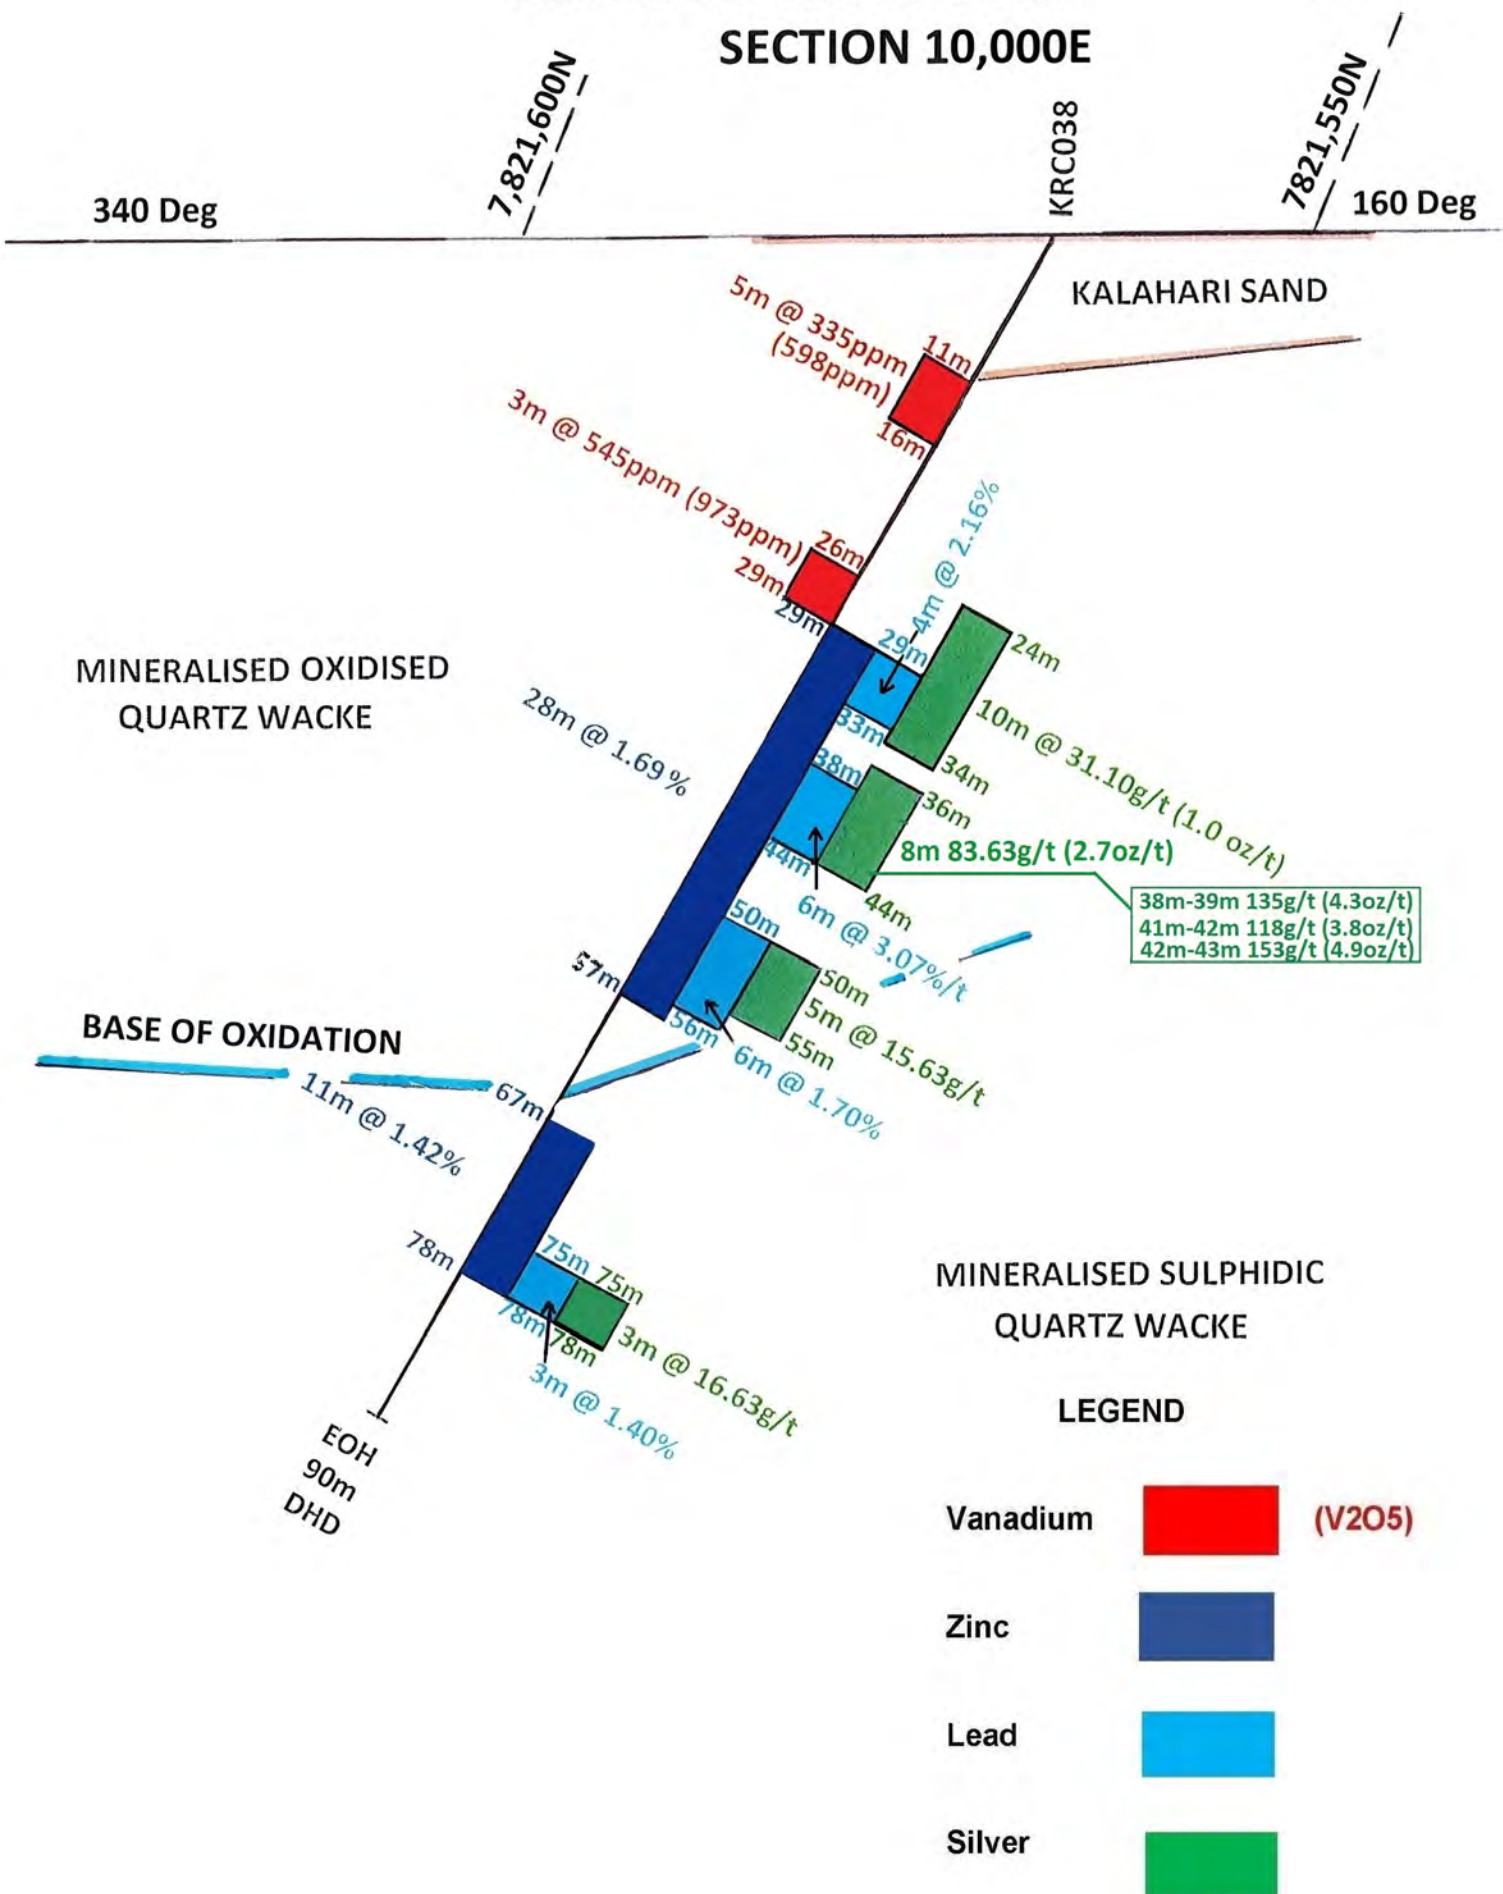 SECTION 10,000E
7,821,600N
KRC038
7821,550N
340 Deg
160 Deg
KALAHARI SAND
5m @ 335ppm
(598ppm)
11m
16m
3m @ 545ppm (973ppm)
26m
29m
29m
4m @ 2.16%
29m
33m
24m
10m @ 31.10g/t (1.0 oz/t)
34m
MINERALISED OXIDISED
QUARTZ WACKE
28m @ 1.69%
38m
36m
8m 83.63g/t (2.7oz/t)
44m
44m
6m @ 3.07%/t
38m-39m 135g/t (4.3oz/t)
41m-42m 118g/t (3.8oz/t)
42m-43m 153g/t (4.9oz/t)
50m
50m
5m @ 15.63g/t
55m
57m
56m
6m @ 1.70%
BASE OF OXIDATION
67m
11m @ 1.42%
78m
75m
75m
78m
78m
3m @ 16.63g/t
3m @ 1.40%
MINERALISED SULPHIDIC
QUARTZ WACKE
EOH
90m
DHD
LEGEND
Vanadium
(V2O5)
Zinc
Lead
Silver